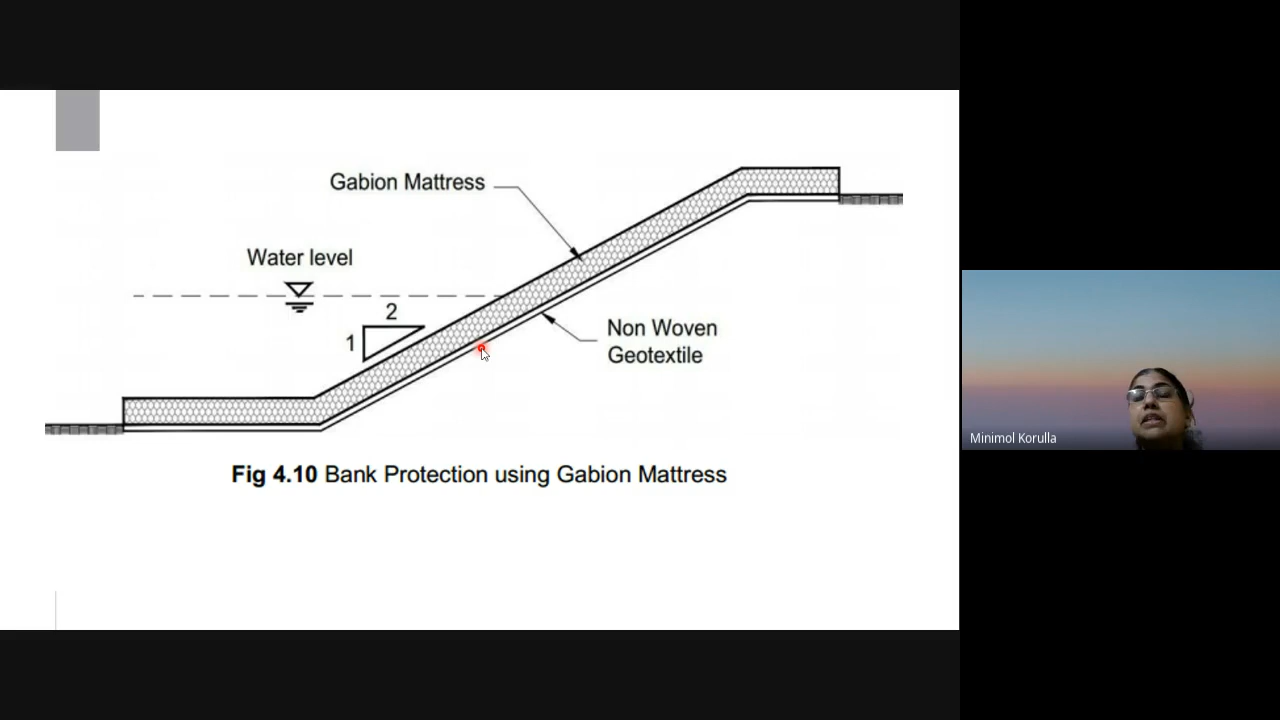 Gabion Mattress
Water level
2
1
Non Woven
Geotextile
Fig 4.10 Bank Protection using Gabion Mattress
Minimol Korulla